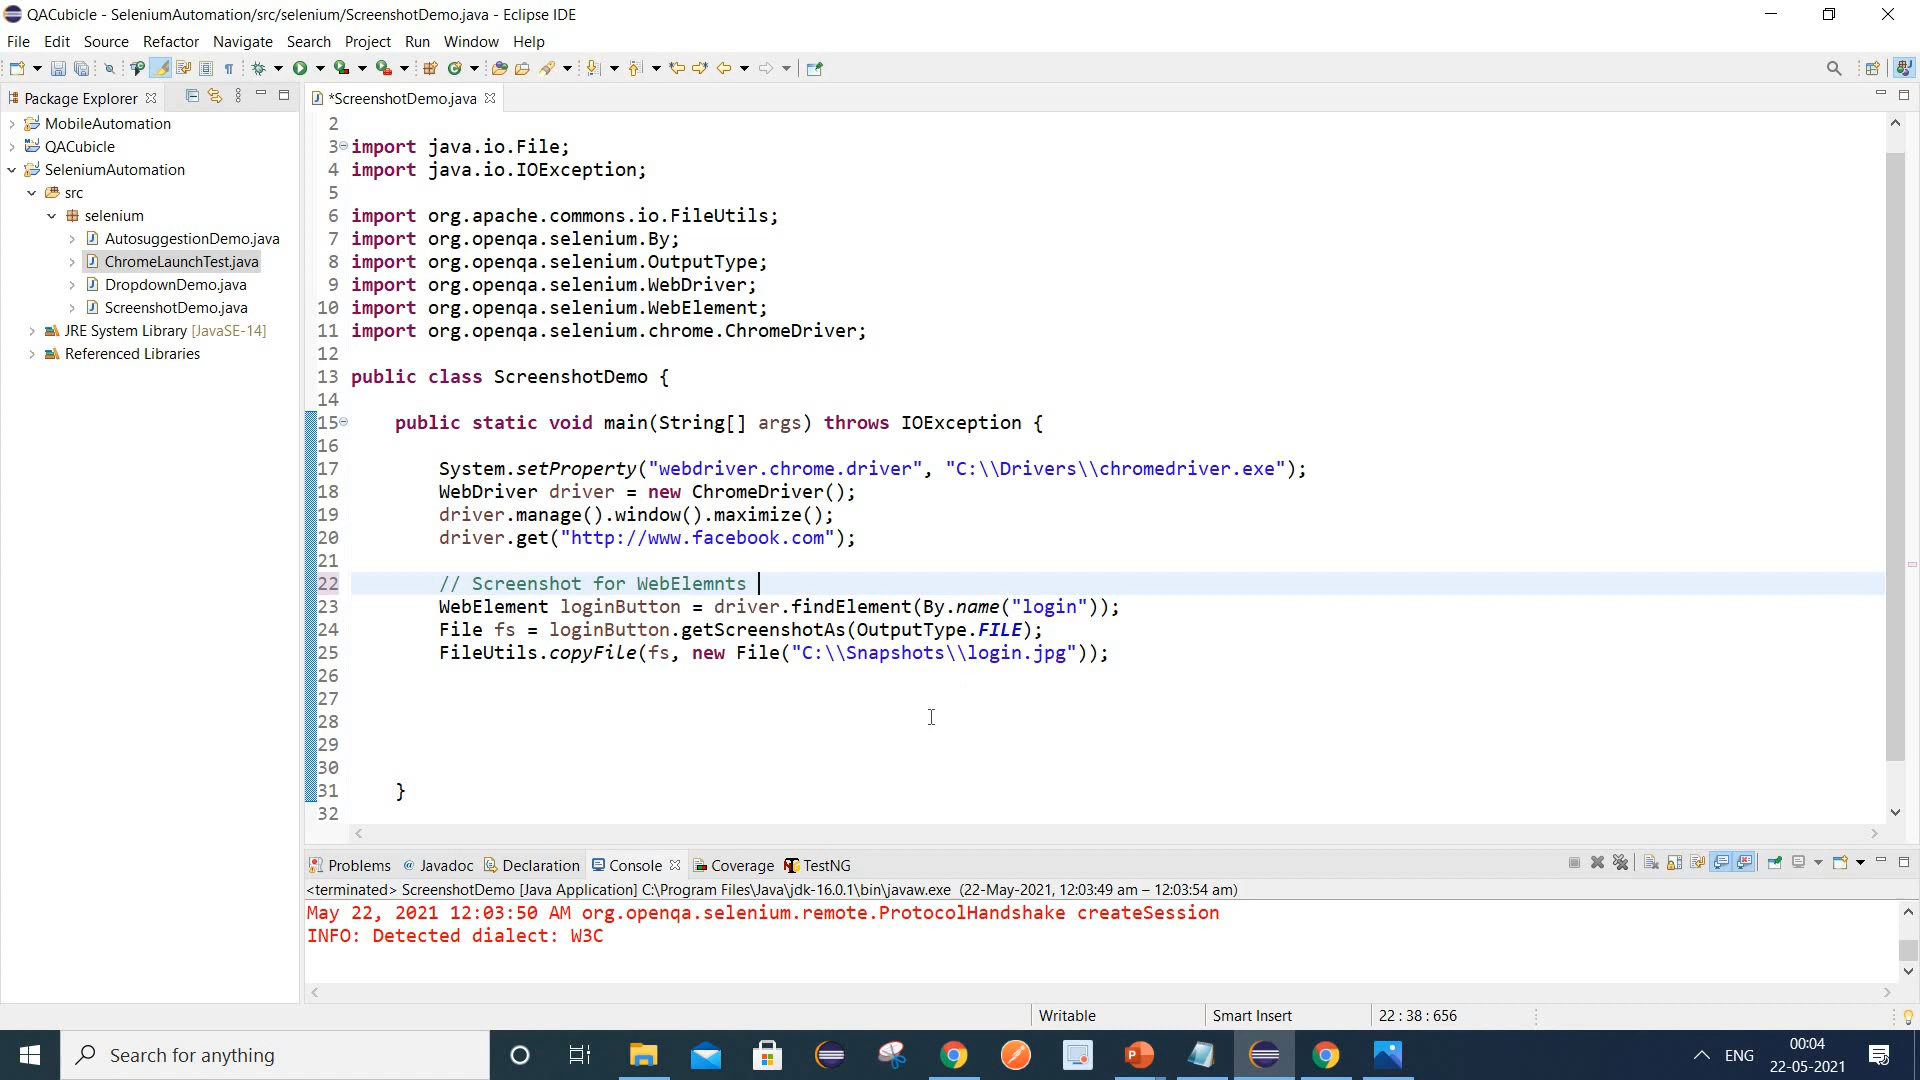 QACubicle - SeleniumAutomation/src/selenium/ScreenshotDemo.java - Eclipse IDE
File Edit Source Refactor Navigate Search Project Run Window Help
Package Explorer
*ScreenshotDemo.java
MobileAutomation
QACubicle
SeleniumAutomation
src
selenium
AutosuggestionDemo.java
ChromeLaunchTest.java
DropdownDemo.java
ScreenshotDemo.java
JRE System Library [JavaSE-14]
Referenced Libraries
2
3 import java.io.File;
4 import java.io.IOException;
5
6 import org.apache.commons.io.FileUtils;
7 import org.openqa.selenium.By;
8 import org.openqa.selenium.OutputType;
9 import org.openqa.selenium.WebDriver;
10 import org.openqa.selenium.WebElement;
11 import org.openqa.selenium.chrome.ChromeDriver;
12
13 public class ScreenshotDemo {
14
15 public static void main(String[] args) throws IOException {
16
17 System.setProperty("webdriver.chrome.driver", "C:\\Drivers\\chromedriver.exe");
18 WebDriver driver = new ChromeDriver();
19 driver.manage().window().maximize();
20 driver.get("http://www.facebook.com");
21
22 // Screenshot for WebElemnts
23 WebElement loginButton = driver.findElement(By.name("login"));
24 File fs = loginButton.getScreenshotAs(OutputType.FILE);
25 FileUtils.copyFile(fs, new File("C:\\Snapshots\\login.jpg"));
26
27
28
29
30
31 }
32
Problems Javadoc Declaration Console Coverage TestNG
<terminated> ScreenshotDemo [Java Application] C:\Program Files\Java\jdk-16.0.1\bin\javaw.exe (22-May-2021, 12:03:49 am – 12:03:54 am)
May 22, 2021 12:03:50 AM org.openqa.selenium.remote.ProtocolHandshake createSession
INFO: Detected dialect: W3C
Writable Smart Insert 22 : 38 : 656
Search for anything
ENG
00:04
22-05-2021